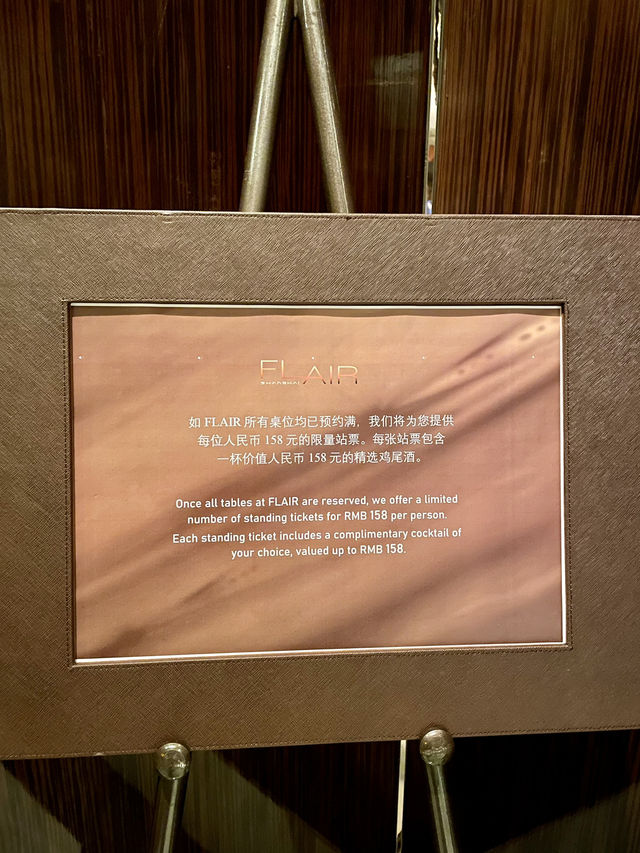 FLAIR
如 FLAIR 所有桌位均已预约满，我们将为您提供
每位人民币 158 元的限量站票。每张站票包含
一杯价值人民币 158 元的精选鸡尾酒。
Once all tables at FLAIR are reserved, we offer a limited
number of standing tickets for RMB 158 per person.
Each standing ticket includes a complimentary cocktail of
your choice, valued up to RMB 158.